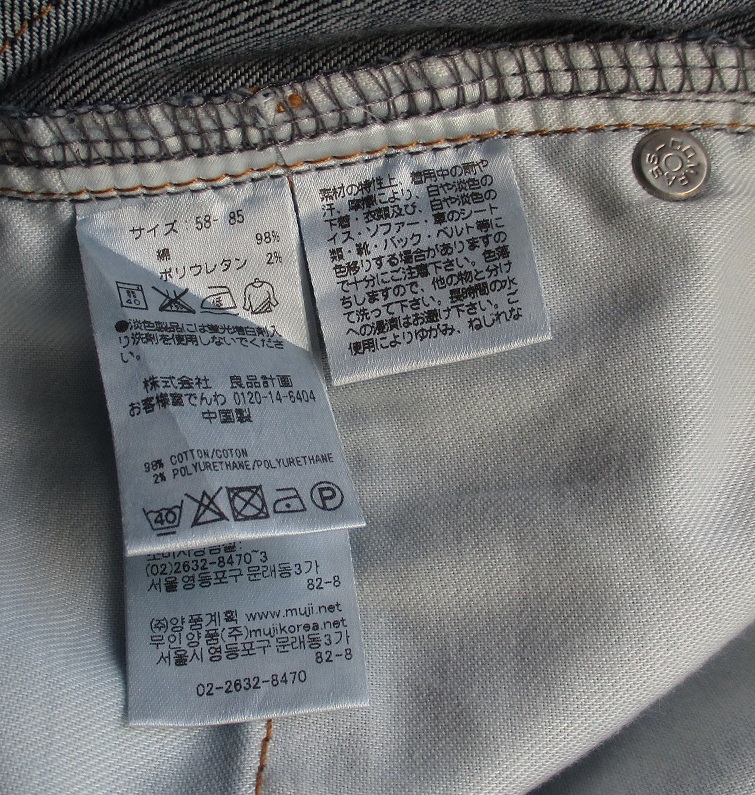 サイズ: 58- 85
綿 98%
ポリウレタン 2%
40
●淡色製品には蛍光増白剤入
り洗剤を使用しないでくださ
い。
株式会社 良品計画
お客様室でんわ 0120-14-6404
中国製
98% COTTON/COTON
2% POLYURETHANE/POLYURETHANE
40 P
素材の特性上、着用中の雨や
汗、摩擦により、白や淡色の
下着・衣類及び、白や淡色の
イス・ソファー・車のシート
類・靴・バック・ベルト等に
色移りする場合がありますの
で十分にご注意下さい。色落
ちしますので、他の物と分け
て洗って下さい。長時間の水
への浸漬はお避け下さい。ご
使用によりゆがみ、ねじれな
(02)2632-8470~3
서울영등포구 문래동3가
82-8
(주)양품계획 www.muji.net
무인양품(주)mujikorea.net
서울시 영등포구 문래동3가
82-8
02-2632-8470